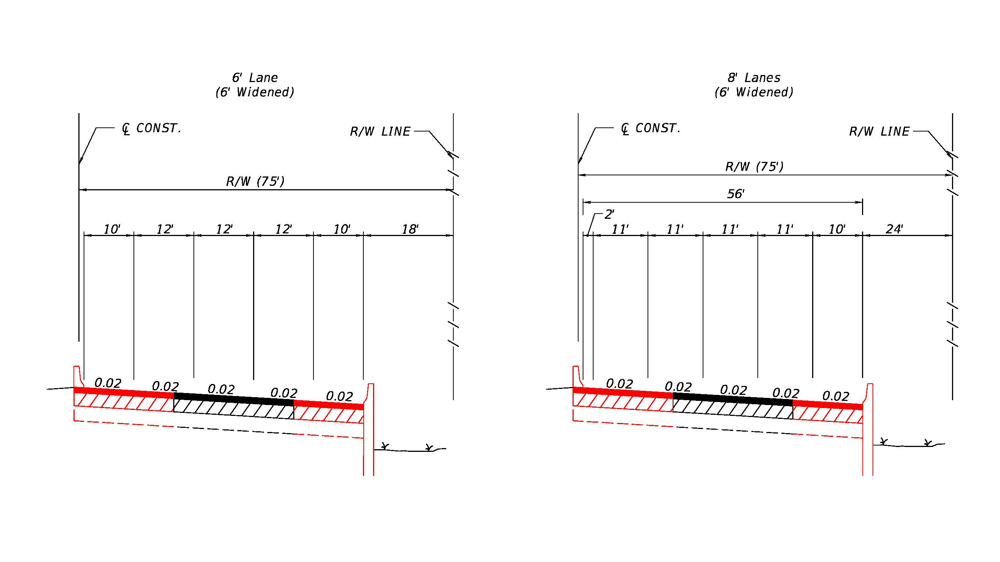 6' Lane
(6' Widened)
℄ CONST.
R/W LINE
R/W (75')
10' 12' 12' 12' 10' 18'
0.02 0.02 0.02 0.02 0.02
8' Lanes
(6' Widened)
℄ CONST.
R/W LINE
R/W (75')
56'
2'
11' 11' 11' 11' 10' 24'
0.02 0.02 0.02 0.02 0.02